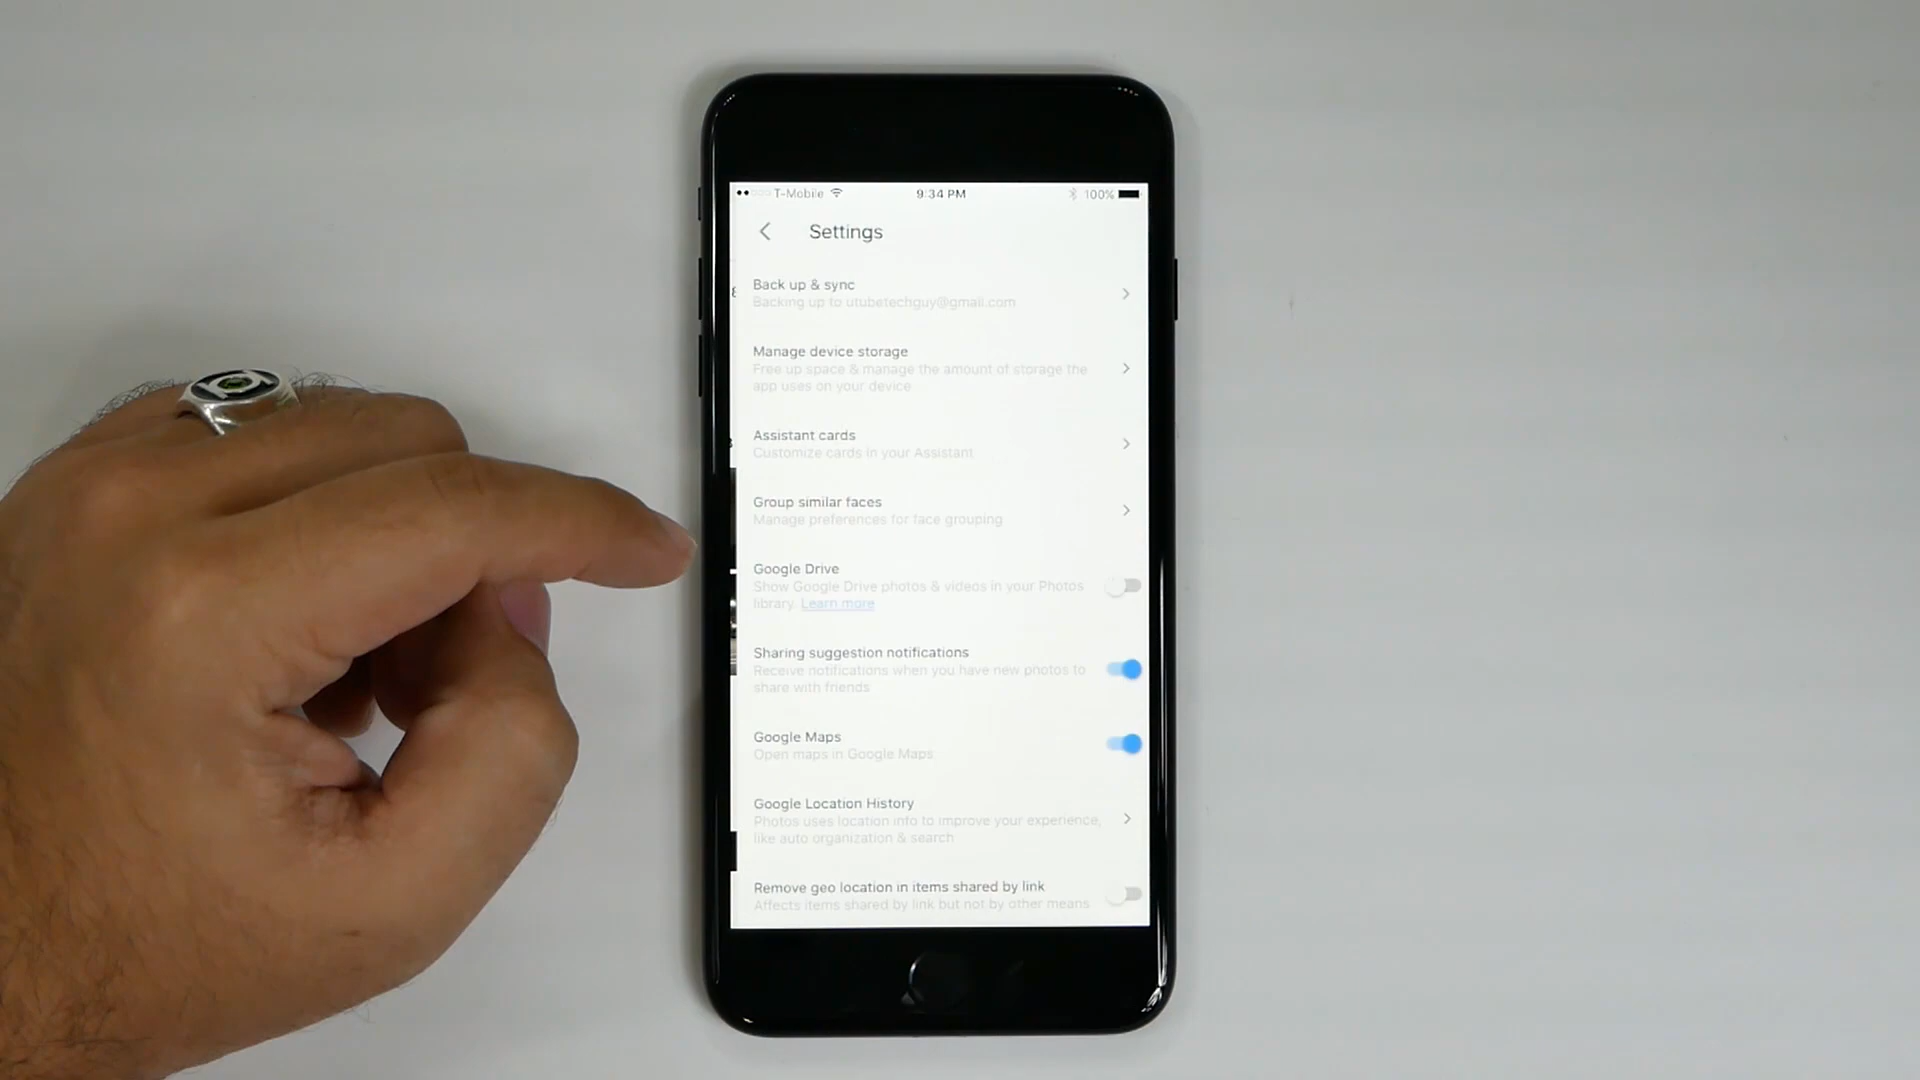 T-Mobile 9:34 PM 100%
Settings
Back up & sync
Backing up to utubetechguy@gmail.com
Manage device storage
Free up space & manage the amount of storage the
app uses on your device
Assistant cards
Customize cards in your Assistant
Group similar faces
Manage preferences for face grouping
Google Drive
Show Google Drive photos & videos in your Photos
library. Learn more
Sharing suggestion notifications
Receive notifications when you have new photos to
share with friends
Google Maps
Open maps in Google Maps
Google Location History
Photos uses location info to improve your experience,
like auto organization & search
Remove geo location in items shared by link
Affects items shared by link but not by other means